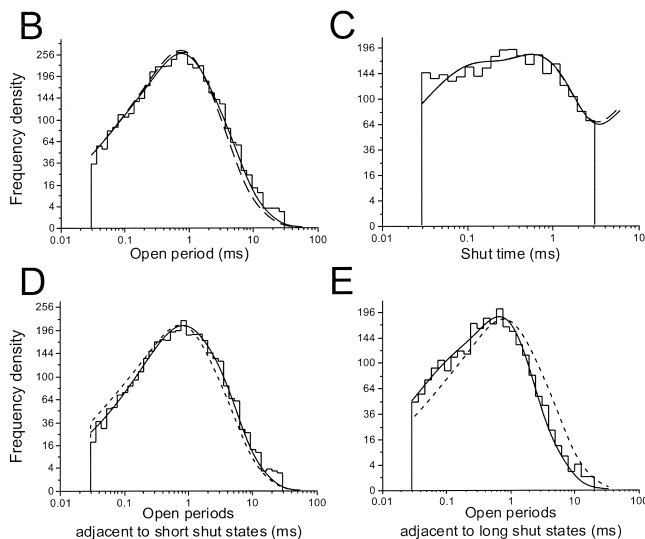 B
256
196
144
100
64
36
16
4
0
Frequency density
0.01 0.1 1 10 100
Open period (ms)
C
196
144
100
64
36
16
4
0
0.01 0.1 1 10
Shut time (ms)
D
256
196
144
100
64
36
16
4
0
Frequency density
0.01 0.1 1 10 100
Open periods
adjacent to short shut states (ms)
E
196
144
100
64
36
16
4
0
0.01 0.1 1 10 100
Open periods
adjacent to long shut states (ms)